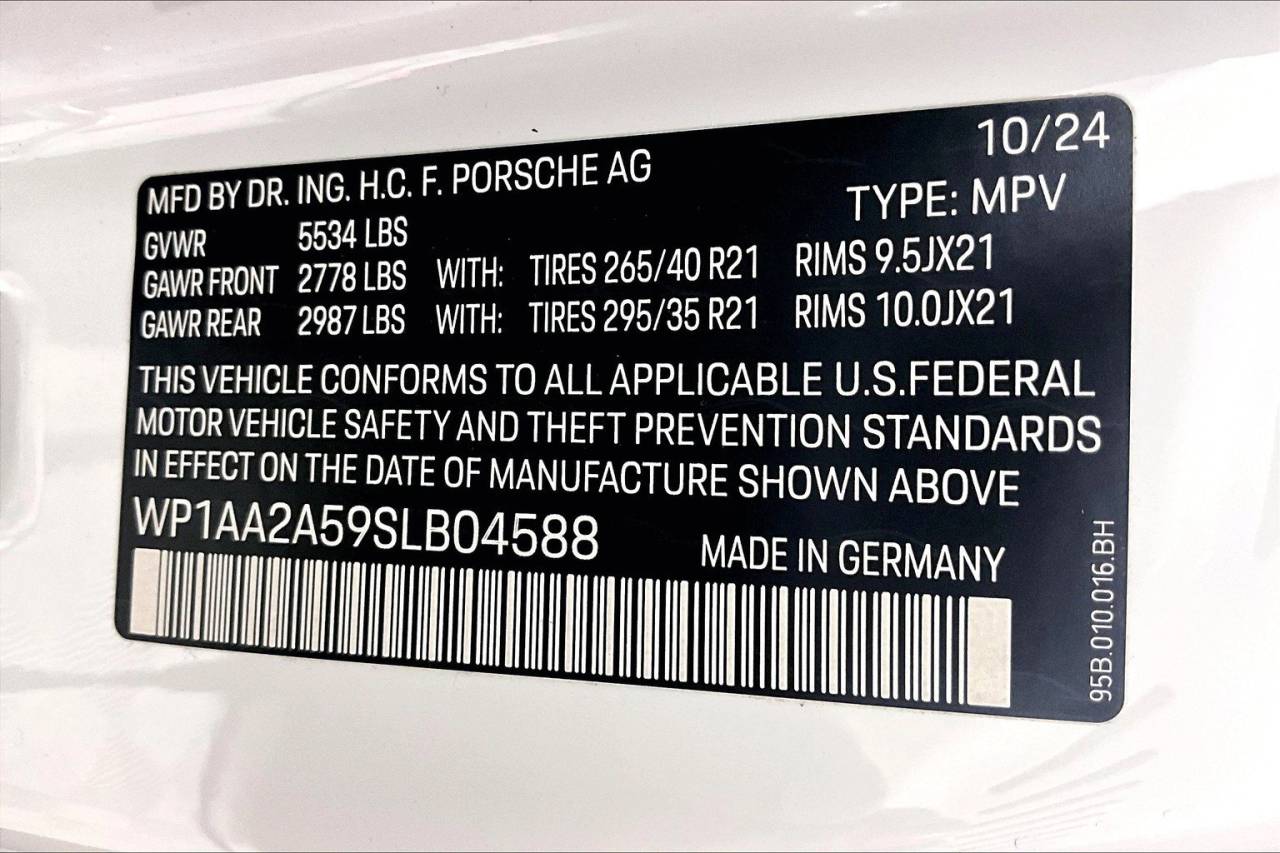 10/24
MFD BY DR. ING. H.C. F. PORSCHE AG
TYPE: MPV
GVWR 5534 LBS
GAWR FRONT 2778 LBS WITH: TIRES 265/40 R21 RIMS 9.5JX21
GAWR REAR 2987 LBS WITH: TIRES 295/35 R21 RIMS 10.0JX21
THIS VEHICLE CONFORMS TO ALL APPLICABLE U.S.FEDERAL
MOTOR VEHICLE SAFETY AND THEFT PREVENTION STANDARDS
IN EFFECT ON THE DATE OF MANUFACTURE SHOWN ABOVE
WP1AA2A59SLB04588
MADE IN GERMANY
95B.010.016.BH